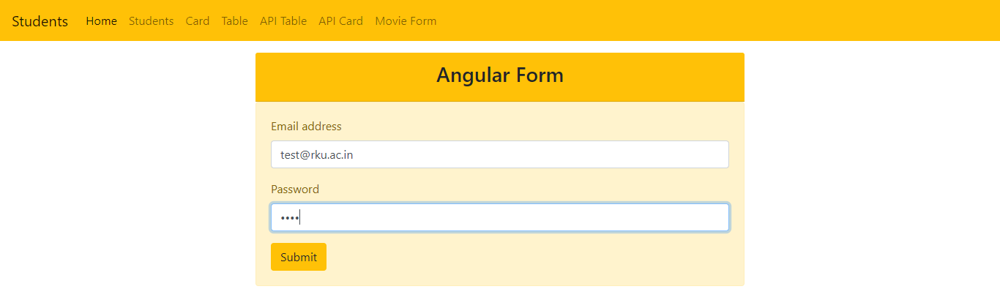 Students Home Students Card Table API Table API Card Movie Form
Angular Form
Email address
test@rku.ac.in
Password
••••
Submit